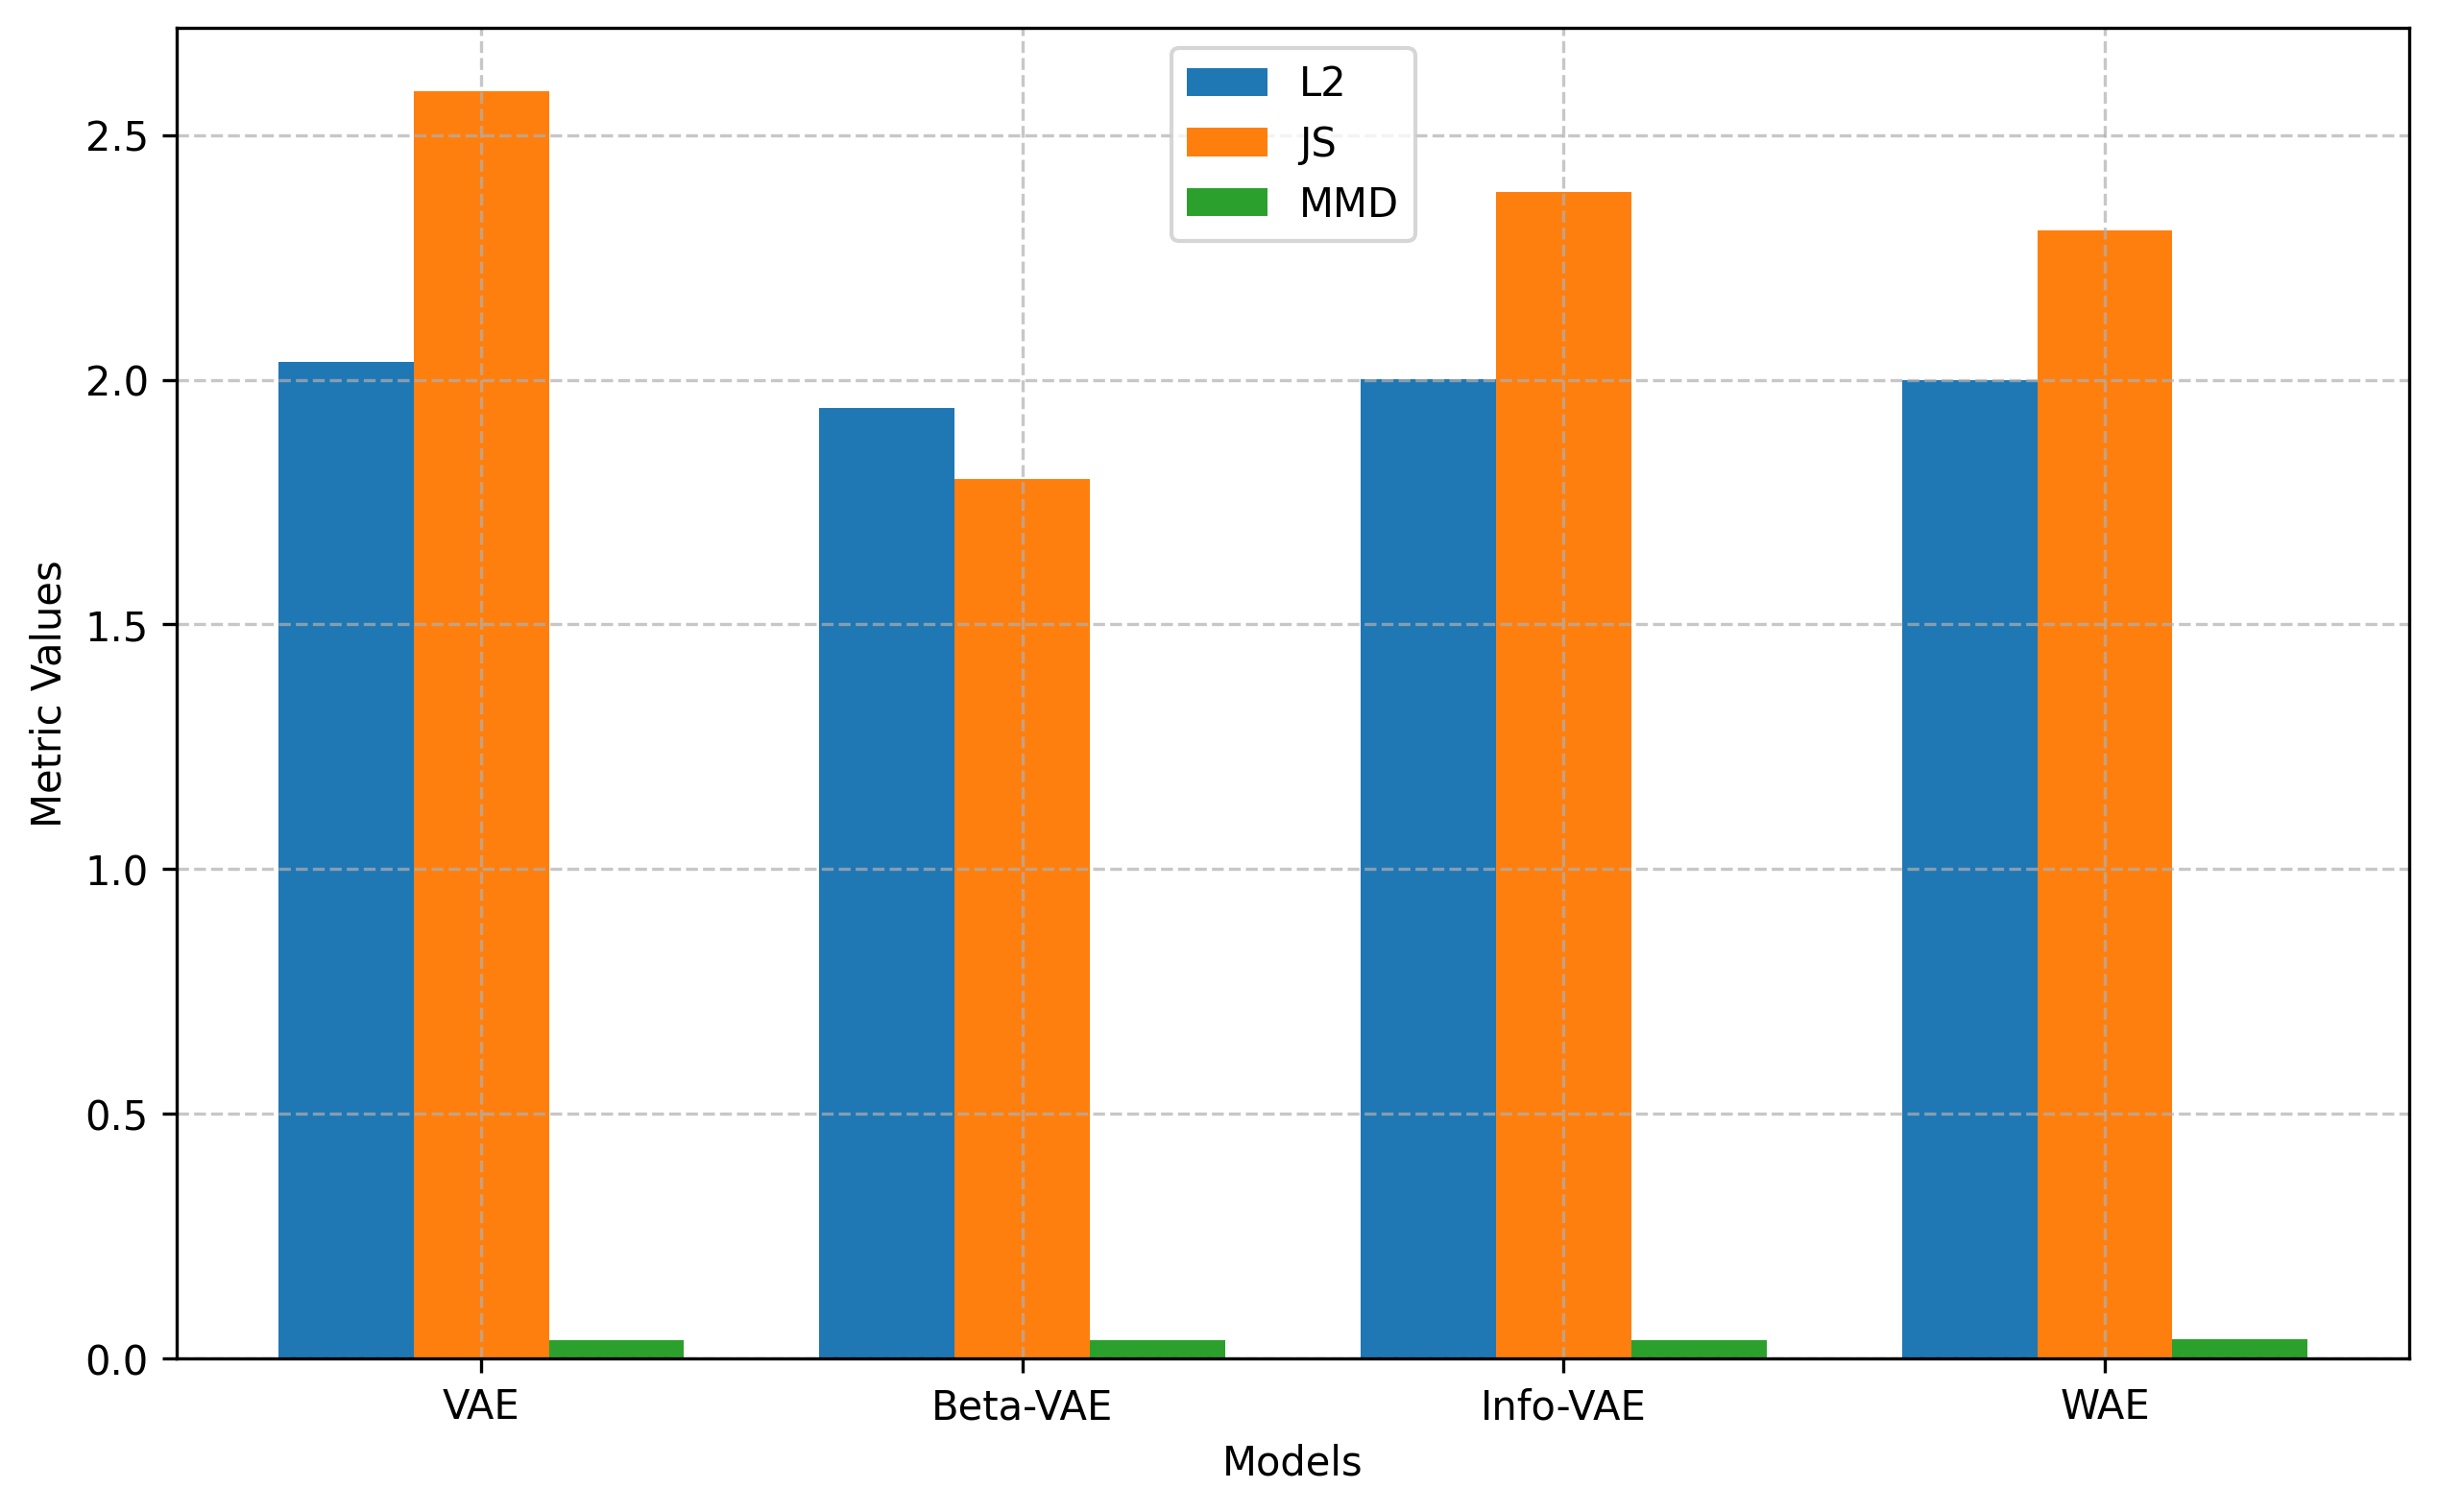 L2
JS
MMD
2.5
2.0
1.5
1.0
0.5
0.0
Metric Values
VAE Beta-VAE Info-VAE WAE
Models